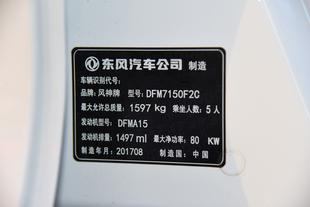 东风汽车公司 制造
车辆识别代号:
品牌: 风神牌 DFM7150F2C
最大允许总质量: 1597 kg 乘坐人数: 5 人
发动机型号: DFMA15
发动机排量: 1497 ml 最大净功率: 80 KW
制造年月: 201708 制造国: 中国